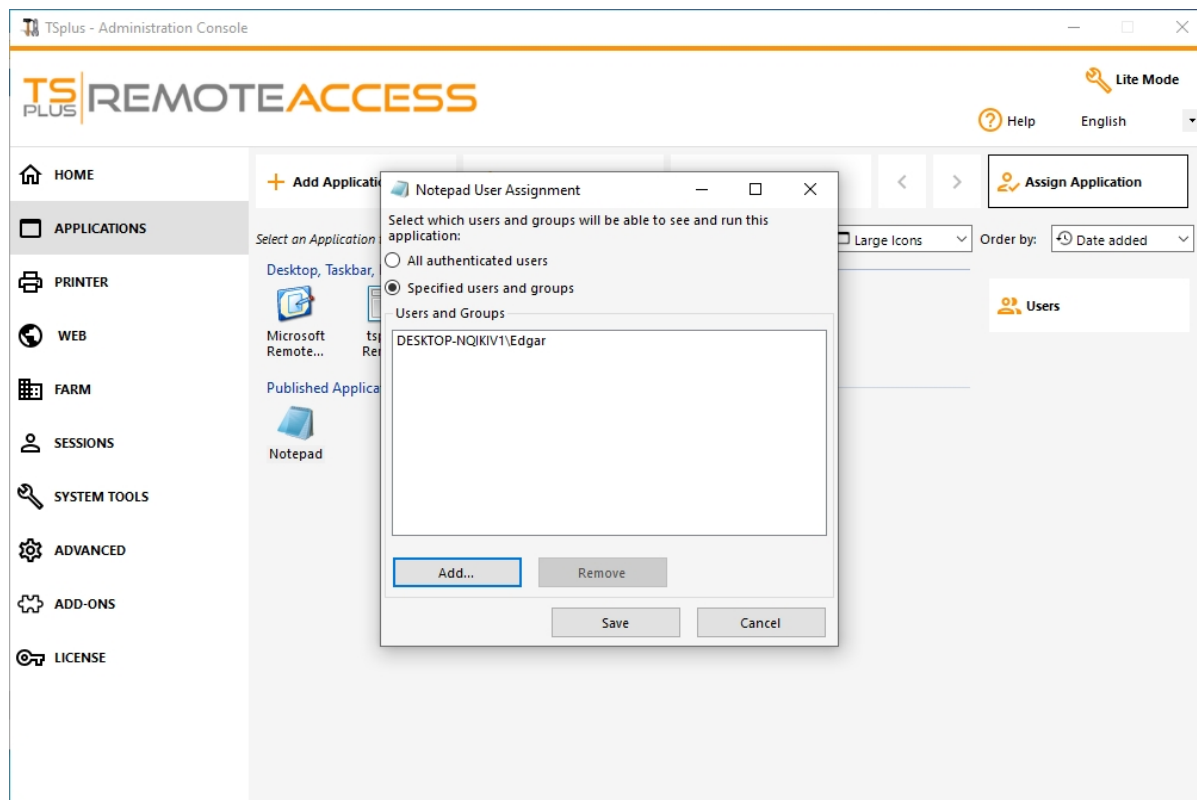 TSplus - Administration Console
TS PLUS REMOTEACCESS
Lite Mode
Help
English
HOME
APPLICATIONS
PRINTER
WEB
FARM
SESSIONS
SYSTEM TOOLS
ADVANCED
ADD-ONS
LICENSE
Add
Assign Application
Select an Application
Large Icons
Order by:
Date added
Desktop, Taskbar,
Microsoft
Remote...
Published
Notepad
Users
Notepad User Assignment
Select which users and groups will be able to see and run this
application:
All authenticated users
Specified users and groups
Users and Groups
DESKTOP-NQIKIV1\Edgar
Add...
Remove
Save
Cancel